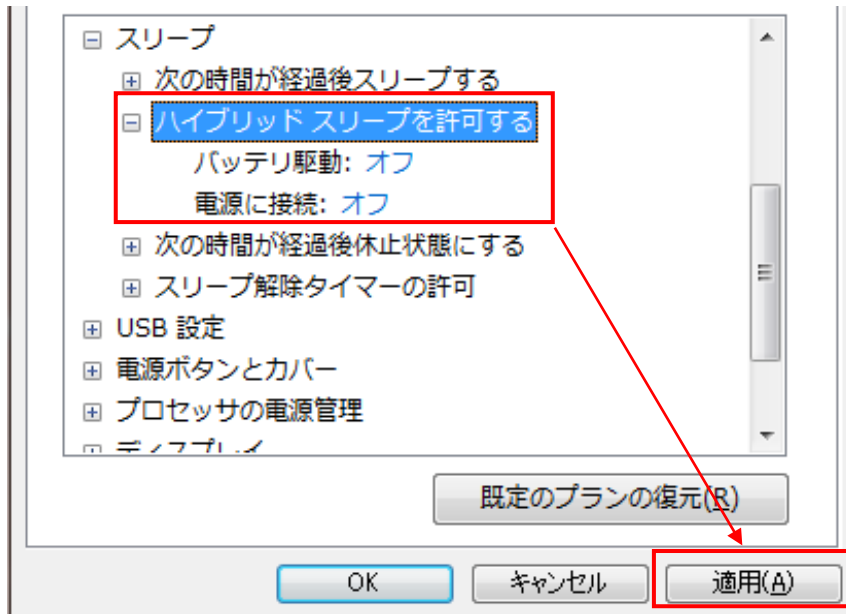 スリープ
次の時間が経過後スリープする
ハイブリッド スリープを許可する
バッテリ駆動: オフ
電源に接続: オフ
次の時間が経過後休止状態にする
スリープ解除タイマーの許可
USB 設定
電源ボタンとカバー
プロセッサの電源管理
ディスプレイ
既定のプランの復元(R)
OK
キャンセル
適用(A)